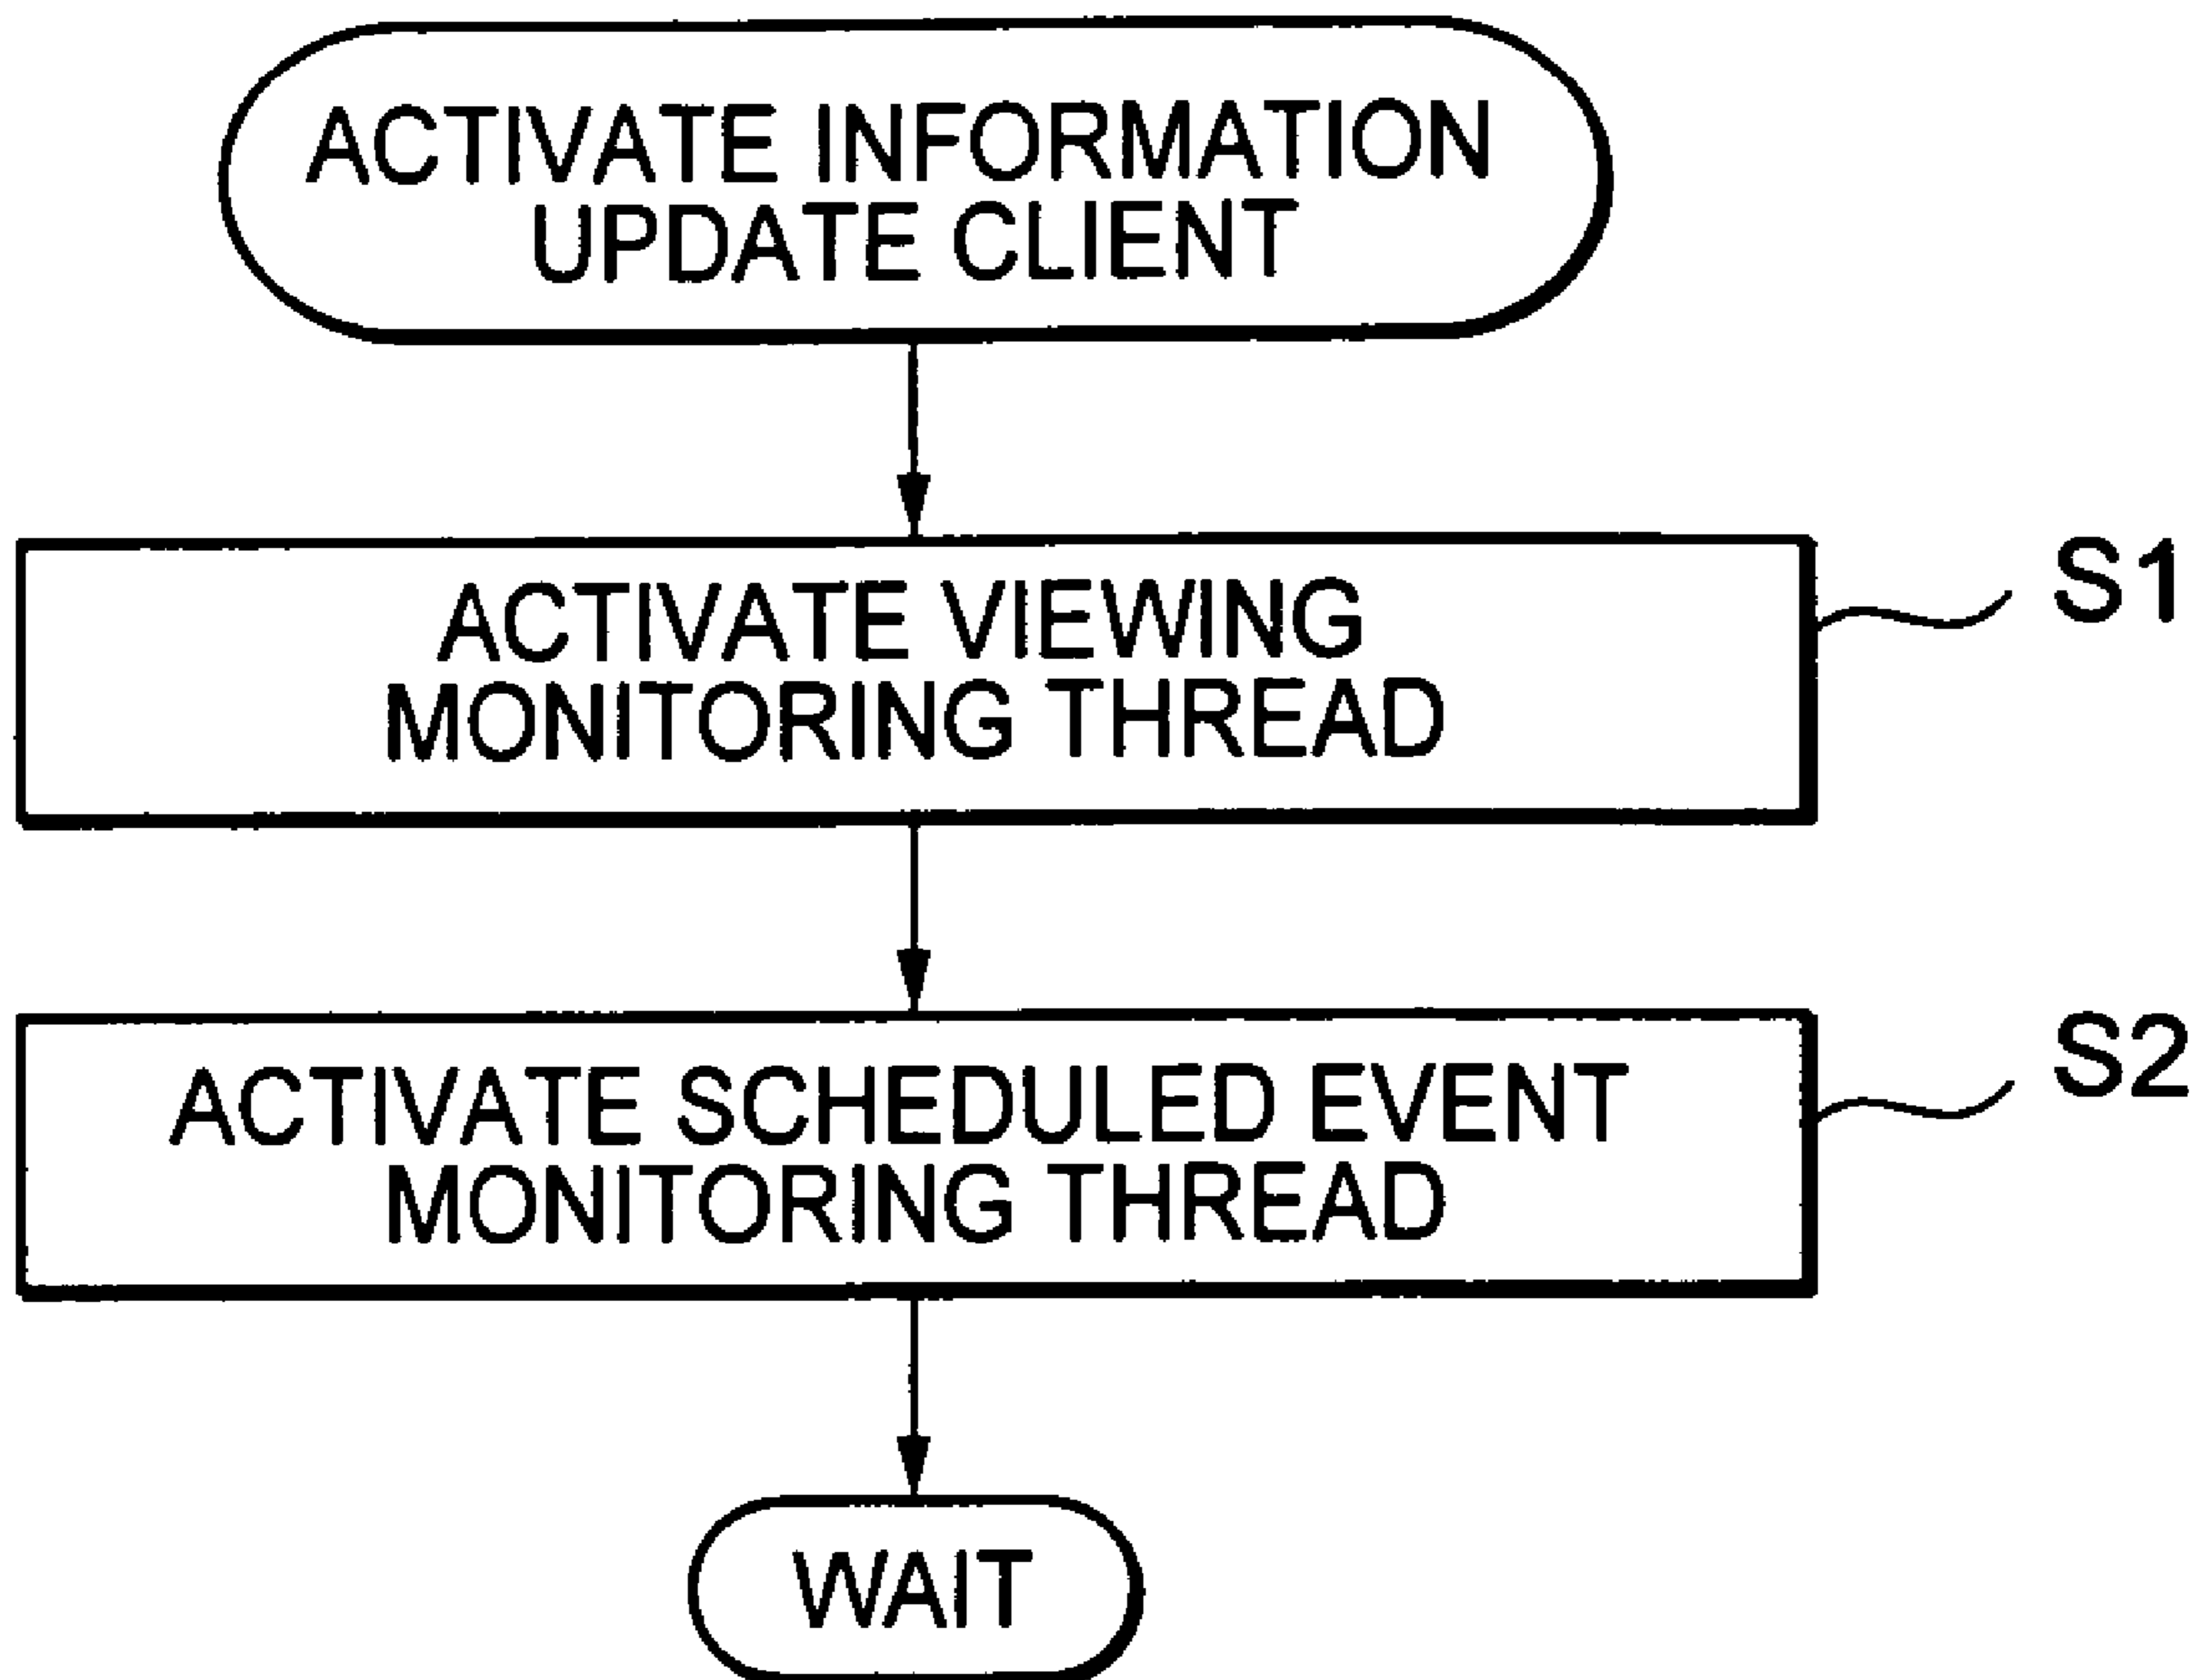 ACTIVATE INFORMATION
UPDATE CLIENT
ACTIVATE VIEWING
MONITORING THREAD
S1
ACTIVATE SCHEDULED EVENT
MONITORING THREAD
S2
WAIT